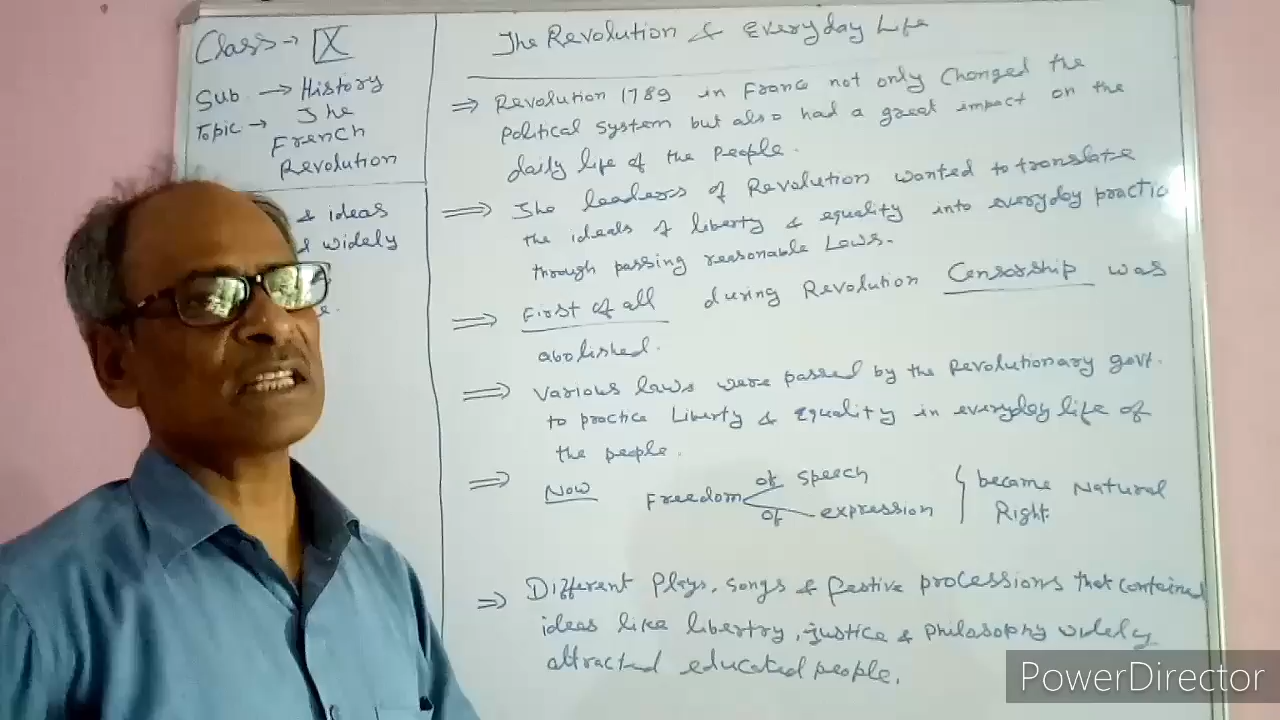 Class → X
Sub → History
Topic → The
French
Revolution
& ideas
& widely
e.
The Revolution & Everyday Life
⇒ Revolution 1789 in France not only changed the
political system but also had a great impact on the
daily life of the People.
⇒ The leaders of Revolution wanted to translate
the ideals of liberty & equality into everyday practic
through passing reasonable Laws.
⇒ First of all during Revolution Censorship was
abolished.
⇒ Various laws were passed by the Revolutionary govt.
to practice Liberty & Equality in everyday life of
the people.
⇒ Now Freedom of speech
of expression } became Natural
Right.
⇒ Different Plays, songs & festive processions that contained
ideas like libertry, justice & philosophy widely
attracted educated people.
PowerDirector